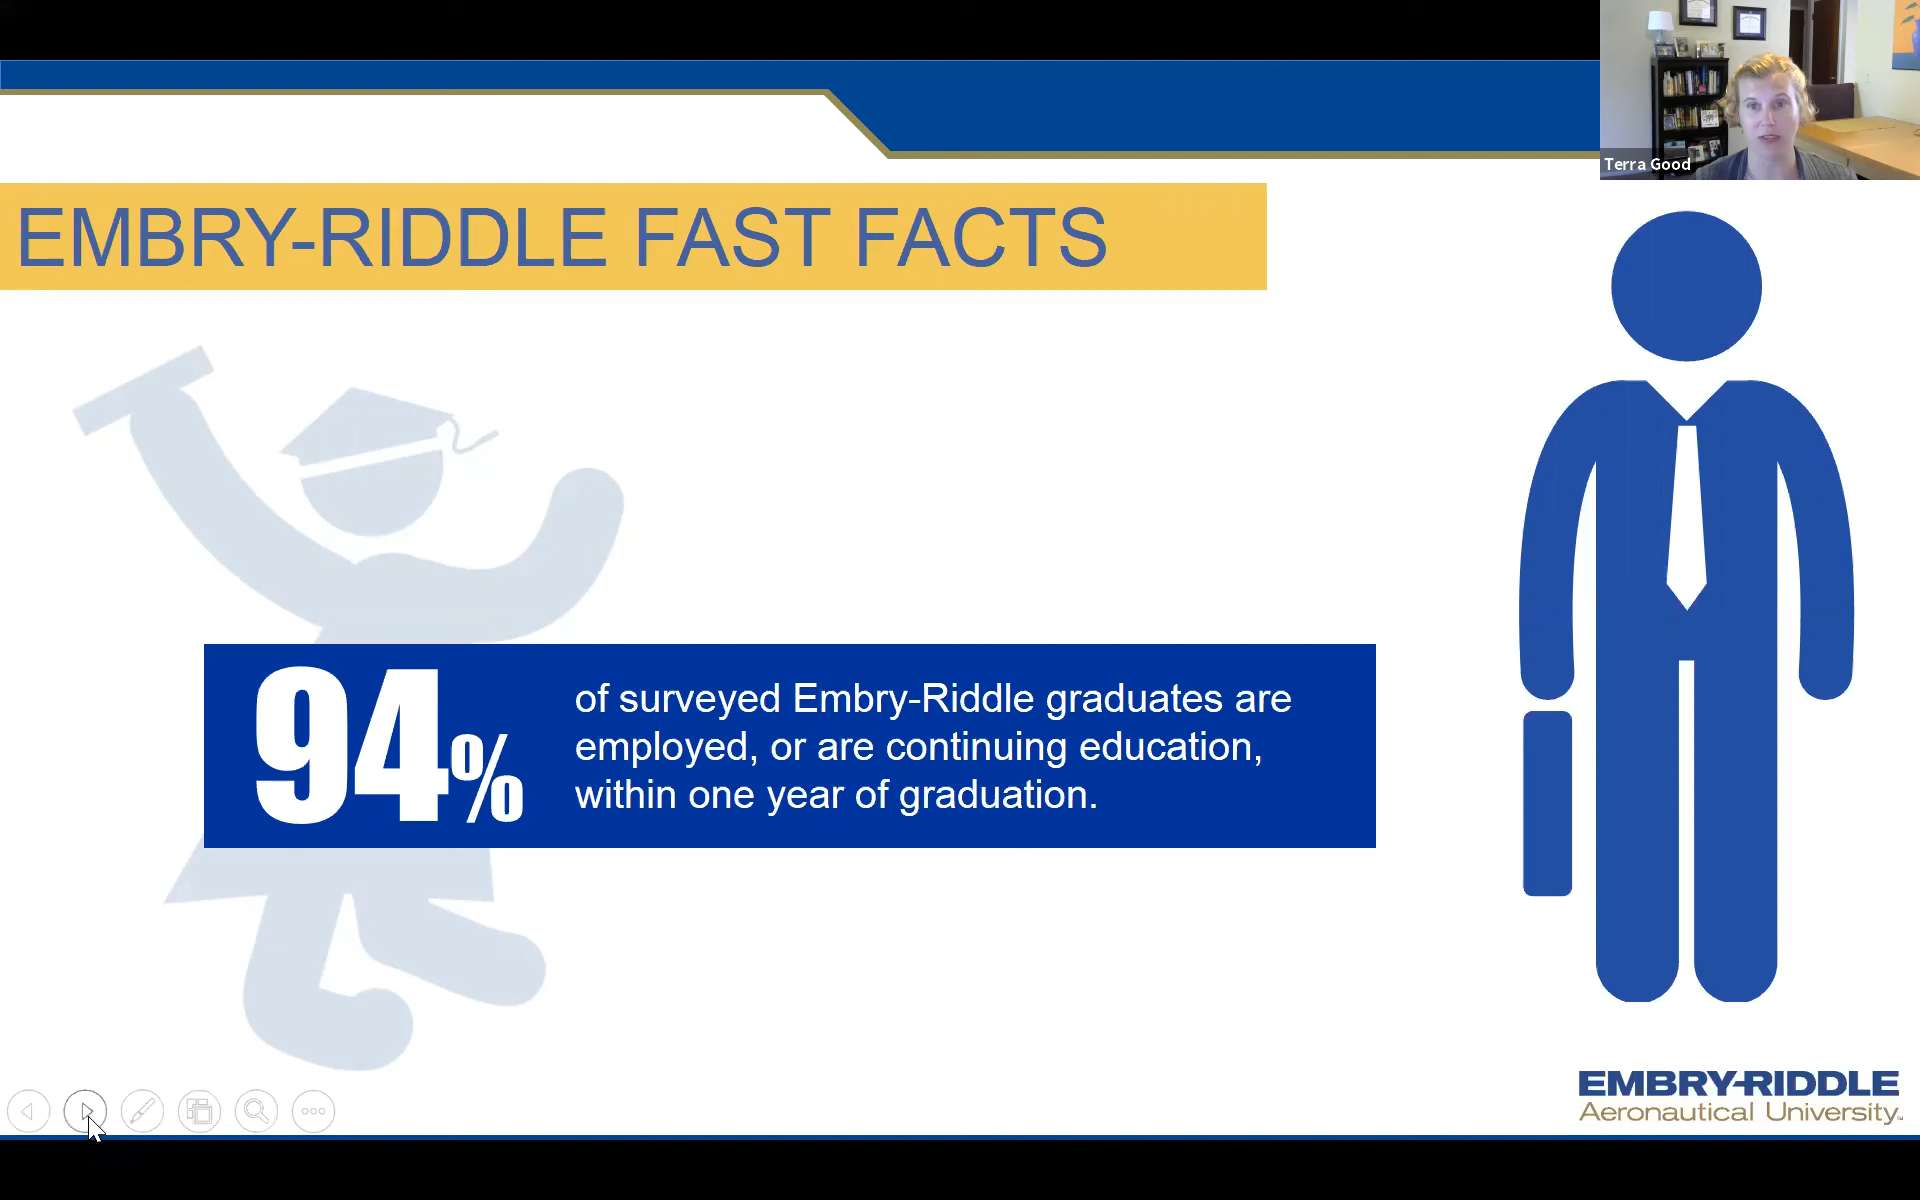 Terra Good
EMBRY-RIDDLE FAST FACTS
94%
of surveyed Embry-Riddle graduates are
employed, or are continuing education,
within one year of graduation.
EMBRY-RIDDLE
Aeronautical University